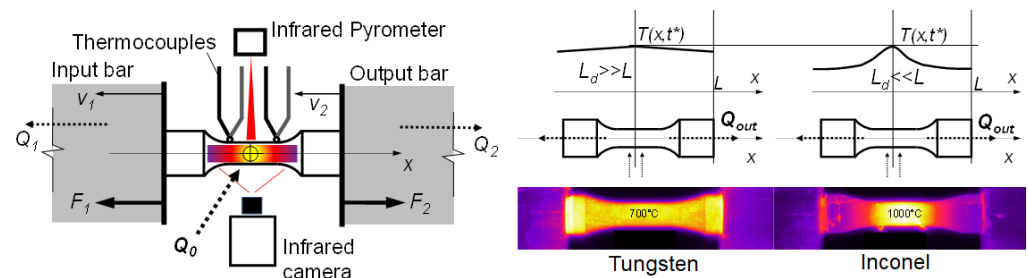 Infrared Pyrometer
Thermocouples
Input bar
Output bar
v1
v2
Q1
Q2
x
F1
F2
Q0
Infrared
camera
T(x,t*)
Ld>>L
L
x
Qout
x
700°C
Tungsten
T(x,t*)
Ld<<L
L
x
Qout
x
1000°C
Inconel